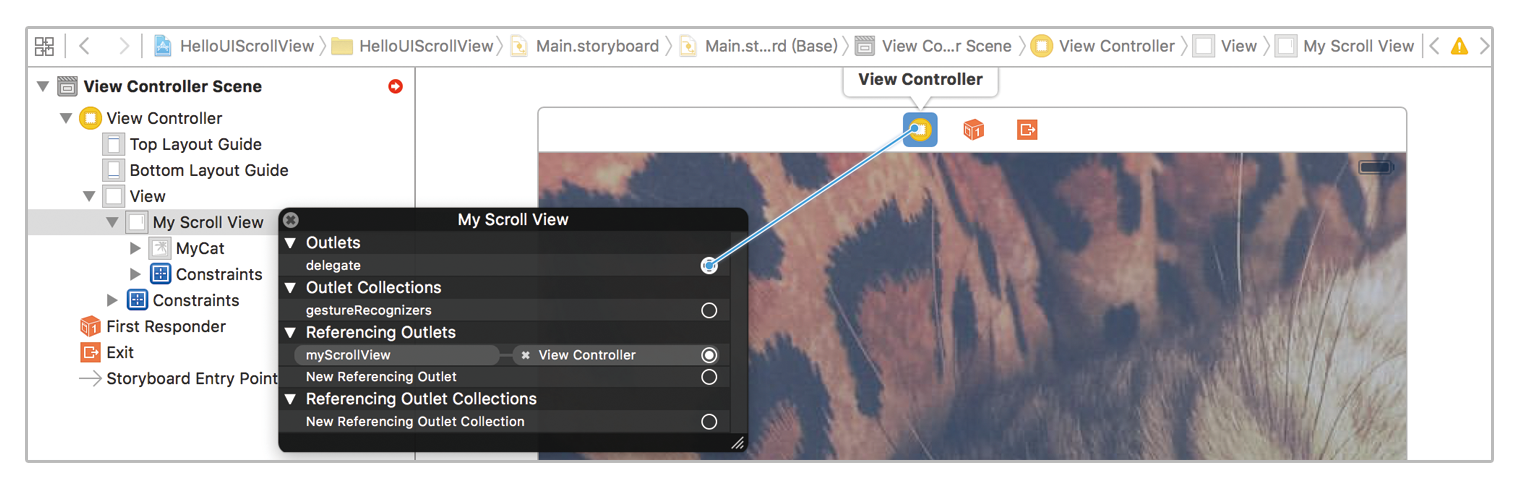 HelloUIScrollView HelloUIScrollView Main.storyboard Main.st...rd (Base) View Co...r Scene View Controller View My Scroll View
View Controller Scene
View Controller
Top Layout Guide
Bottom Layout Guide
View
My Scroll View
MyCat
Constraints
Constraints
First Responder
Exit
Storyboard Entry Point
My Scroll View
Outlets
delegate
Outlet Collections
gestureRecognizers
Referencing Outlets
myScrollView View Controller
New Referencing Outlet
Referencing Outlet Collections
New Referencing Outlet Collection
View Controller